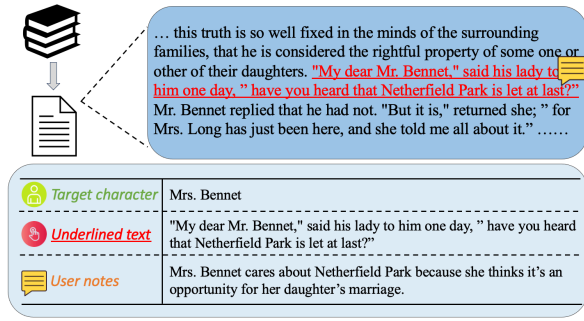 … this truth is so well fixed in the minds of the surrounding
families, that he is considered the rightful property of some one or
other of their daughters. "My dear Mr. Bennet," said his lady to
him one day, ” have you heard that Netherfield Park is let at last?”
Mr. Bennet replied that he had not. "But it is," returned she; ” for
Mrs. Long has just been here, and she told me all about it.” ……
Target character
Mrs. Bennet
Underlined text
"My dear Mr. Bennet," said his lady to him one day, ” have you heard
that Netherfield Park is let at last?”
User notes
Mrs. Bennet cares about Netherfield Park because she thinks it’s an
opportunity for her daughter’s marriage.